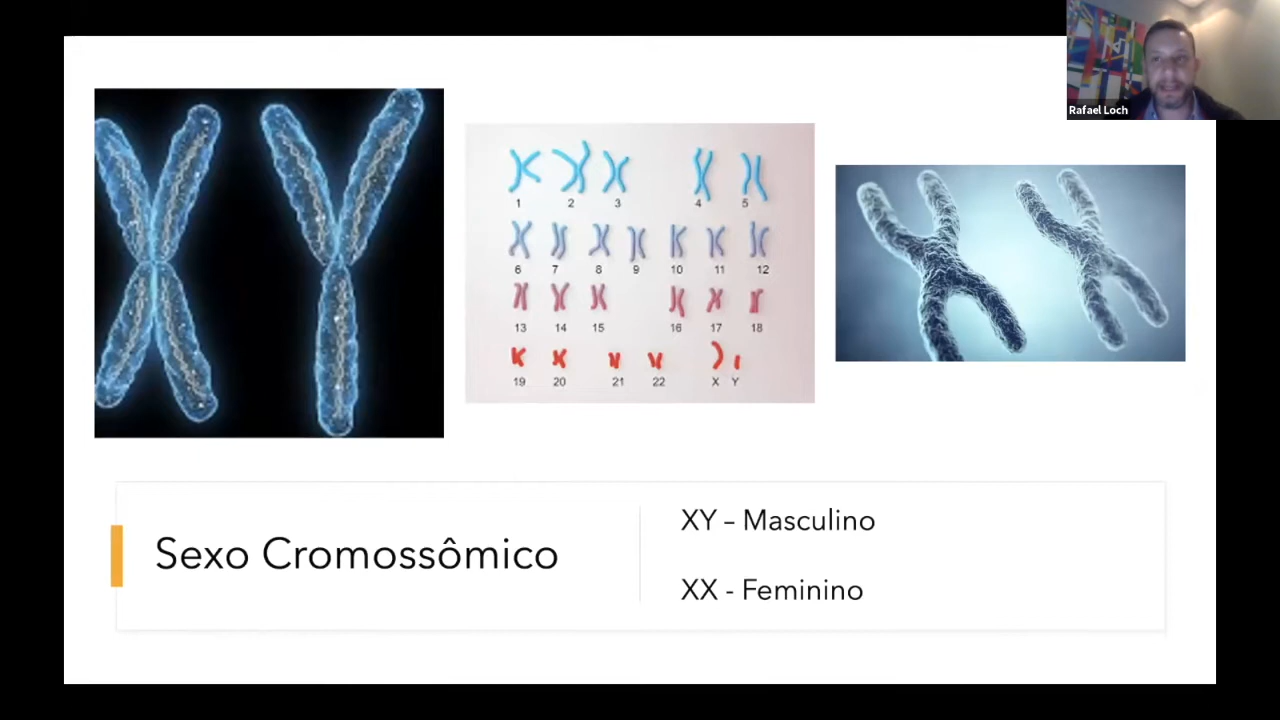 Rafael Loch
1 2 3 4 5
6 7 8 9 10 11 12
13 14 15 16 17 18
19 20 21 22 X Y
Sexo Cromossômico
XY – Masculino
XX - Feminino